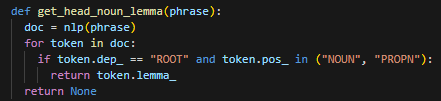 def get_head_noun_lemma(phrase):
  doc = nlp(phrase)
  for token in doc:
    if token.dep_ == "ROOT" and token.pos_ in ("NOUN", "PROPN"):
      return token.lemma_
  return None